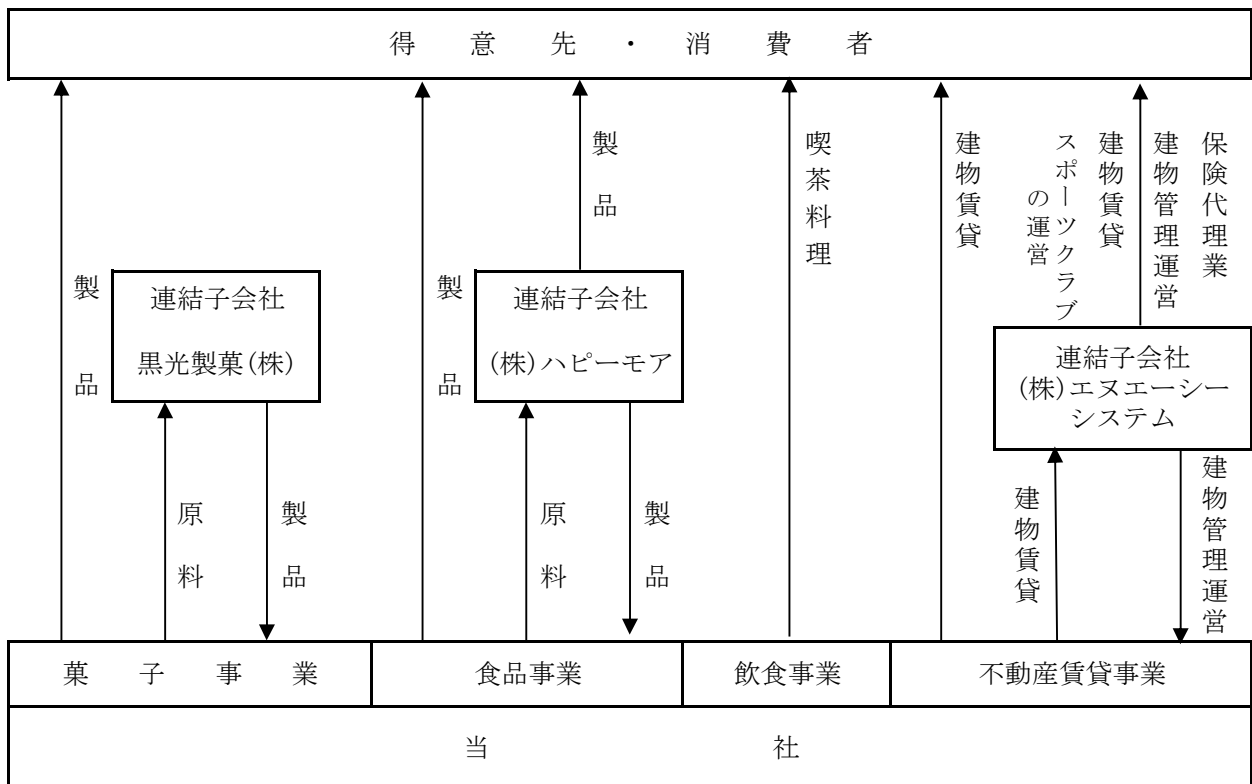 得意先・消費者
製品
製品
製品
喫茶料理
建物賃貸
スポーツクラブ
の運営
建物賃貸
建物管理運営
保険代理業
連結子会社
黒光製菓(株)
連結子会社
(株)ハピーモア
連結子会社
(株)エヌエーシー
システム
原料
製品
原料
製品
建物賃貸
建物管理運営
菓子事業
食品事業
飲食事業
不動産賃貸事業
当社